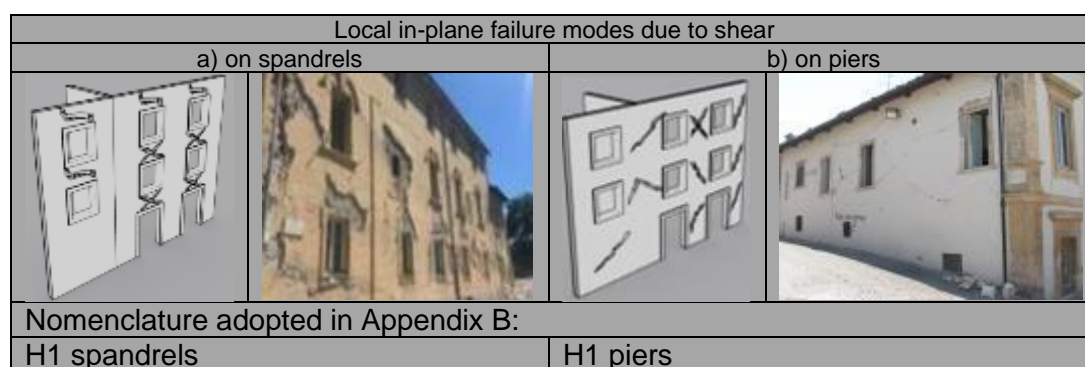 Local in-plane failure modes due to shear
a) on spandrels
b) on piers
Nomenclature adopted in Appendix B:
H1 spandrels
H1 piers